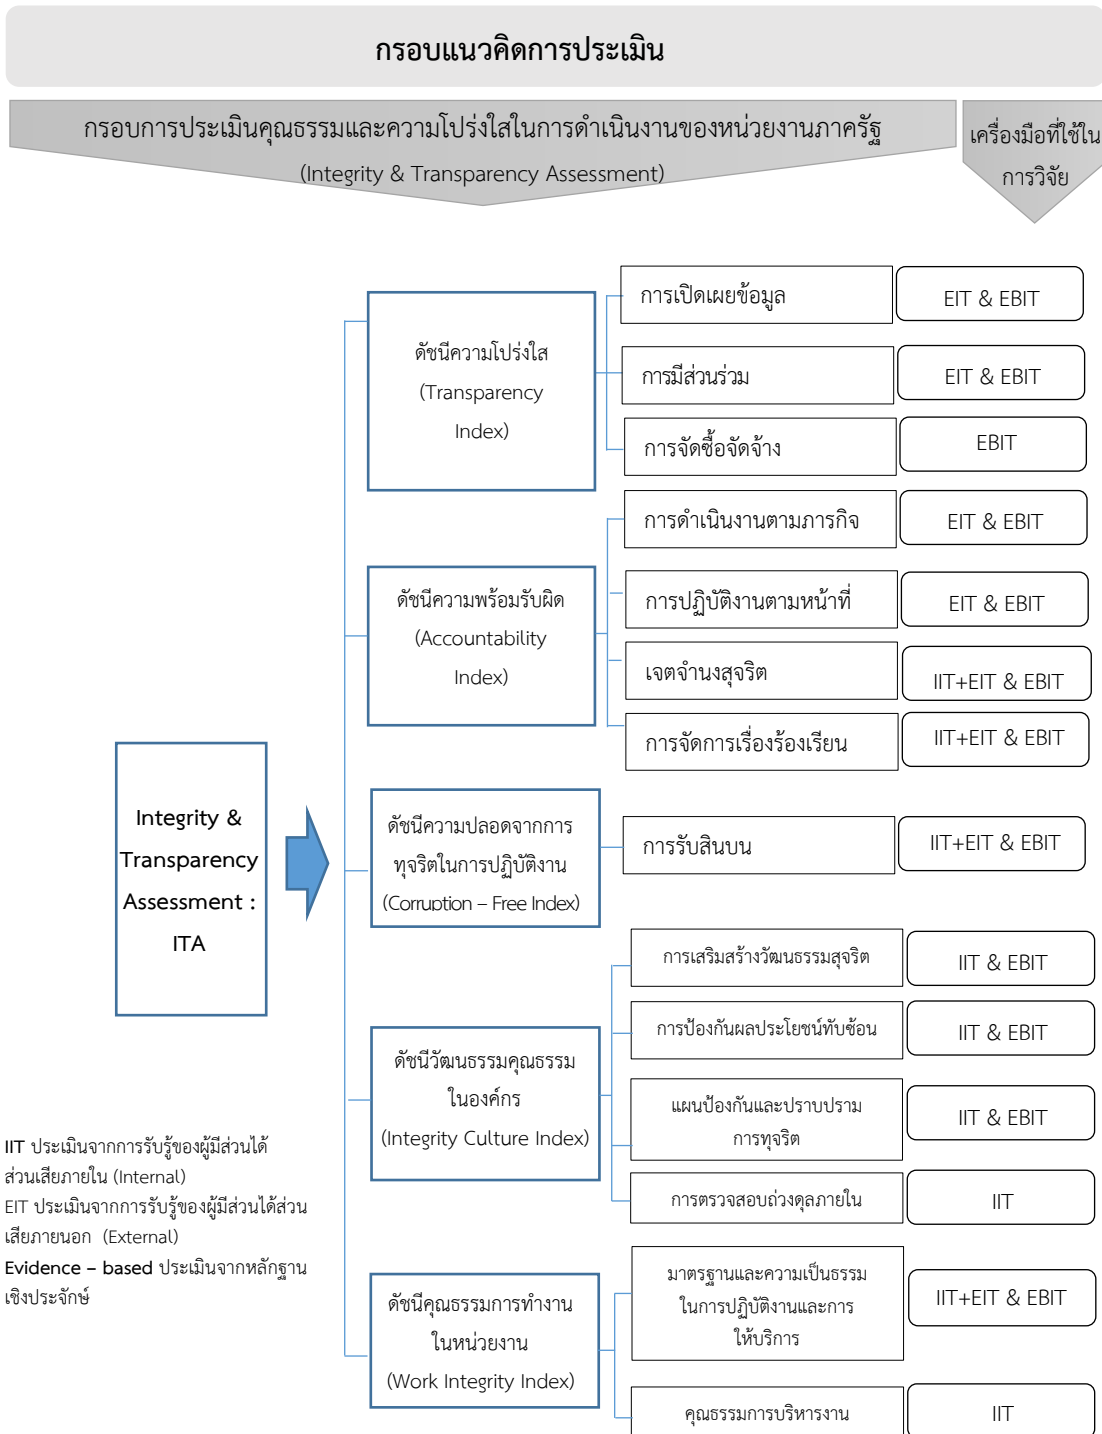 กรอบแนวคิดการประเมิน
กรอบการประเมินคุณธรรมและความโปร่งใสในการดำเนินงานของหน่วยงานภาครัฐ
(Integrity & Transparency Assessment)
เครื่องมือที่ใช้ใน
การวิจัย
Integrity &
Transparency
Assessment :
ITA
ดัชนีความโปร่งใส
(Transparency
Index)
การเปิดเผยข้อมูล
EIT & EBIT
การมีส่วนร่วม
EIT & EBIT
การจัดซื้อจัดจ้าง
EBIT
ดัชนีความพร้อมรับผิด
(Accountability
Index)
การดำเนินงานตามภารกิจ
EIT & EBIT
การปฏิบัติงานตามหน้าที่
EIT & EBIT
เจตจำนงสุจริต
IIT+EIT & EBIT
การจัดการเรื่องร้องเรียน
IIT+EIT & EBIT
ดัชนีความปลอดจากการ
ทุจริตในการปฏิบัติงาน
(Corruption – Free Index)
การรับสินบน
IIT+EIT & EBIT
ดัชนีวัฒนธรรมคุณธรรม
ในองค์กร
(Integrity Culture Index)
การเสริมสร้างวัฒนธรรมสุจริต
IIT & EBIT
การป้องกันผลประโยชน์ทับซ้อน
IIT & EBIT
แผนป้องกันและปราบปราม
การทุจริต
IIT & EBIT
การตรวจสอบถ่วงดุลภายใน
IIT
ดัชนีคุณธรรมการทำงาน
ในหน่วยงาน
(Work Integrity Index)
มาตรฐานและความเป็นธรรม
ในการปฏิบัติงานและการ
ให้บริการ
IIT+EIT & EBIT
คุณธรรมการบริหารงาน
IIT
IIT ประเมินจากการรับรู้ของผู้มีส่วนได้
ส่วนเสียภายใน (Internal)
EIT ประเมินจากการรับรู้ของผู้มีส่วนได้ส่วน
เสียภายนอก (External)
Evidence – based ประเมินจากหลักฐาน
เชิงประจักษ์